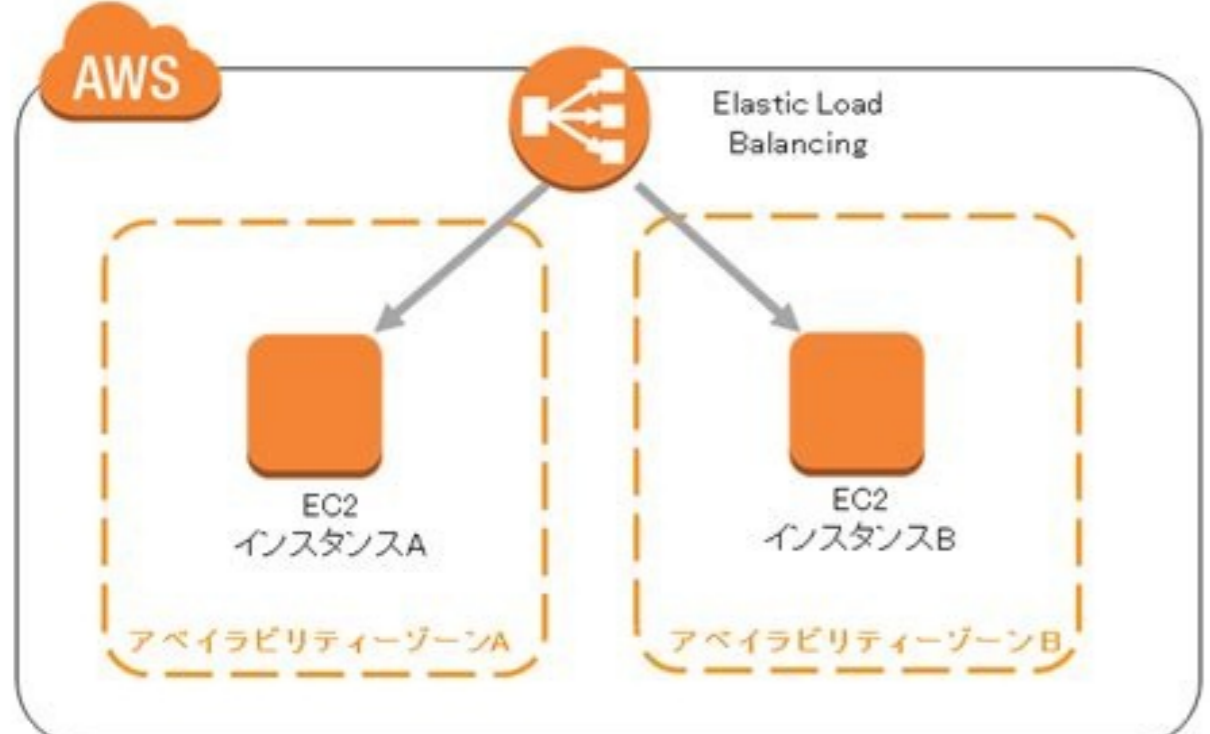 AWS
Elastic Load
Balancing
EC2
インスタンスA
アベイラビリティーゾーンA
EC2
インスタンスB
アベイラビリティーゾーンB